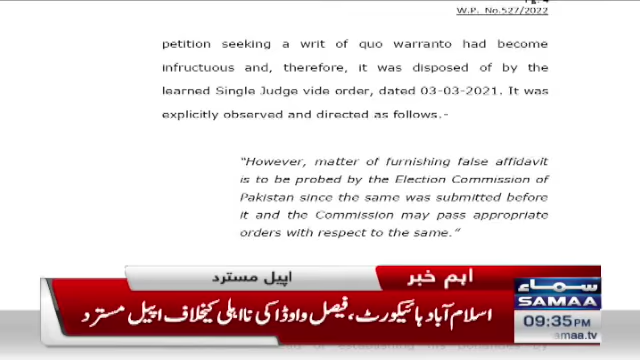 W.P. No.527/2022
petition seeking a writ of quo warranto had become
infructuous and, therefore, it was disposed of by the
learned Single Judge vide order, dated 03-03-2021. It was
explicitly observed and directed as follows.-
“However, matter of furnishing false affidavit
is to be probed by the Election Commission of
Pakistan since the same was submitted before
it and the Commission may pass appropriate
orders with respect to the same.”
اپیل مسترد
اہم خبر
اسلام آباد ہائیکورٹ، فیصل واوڈا کی نااہلی کیخلاف اپیل مسترد
سماء
SAMAA
09:35PM
samaa.tv